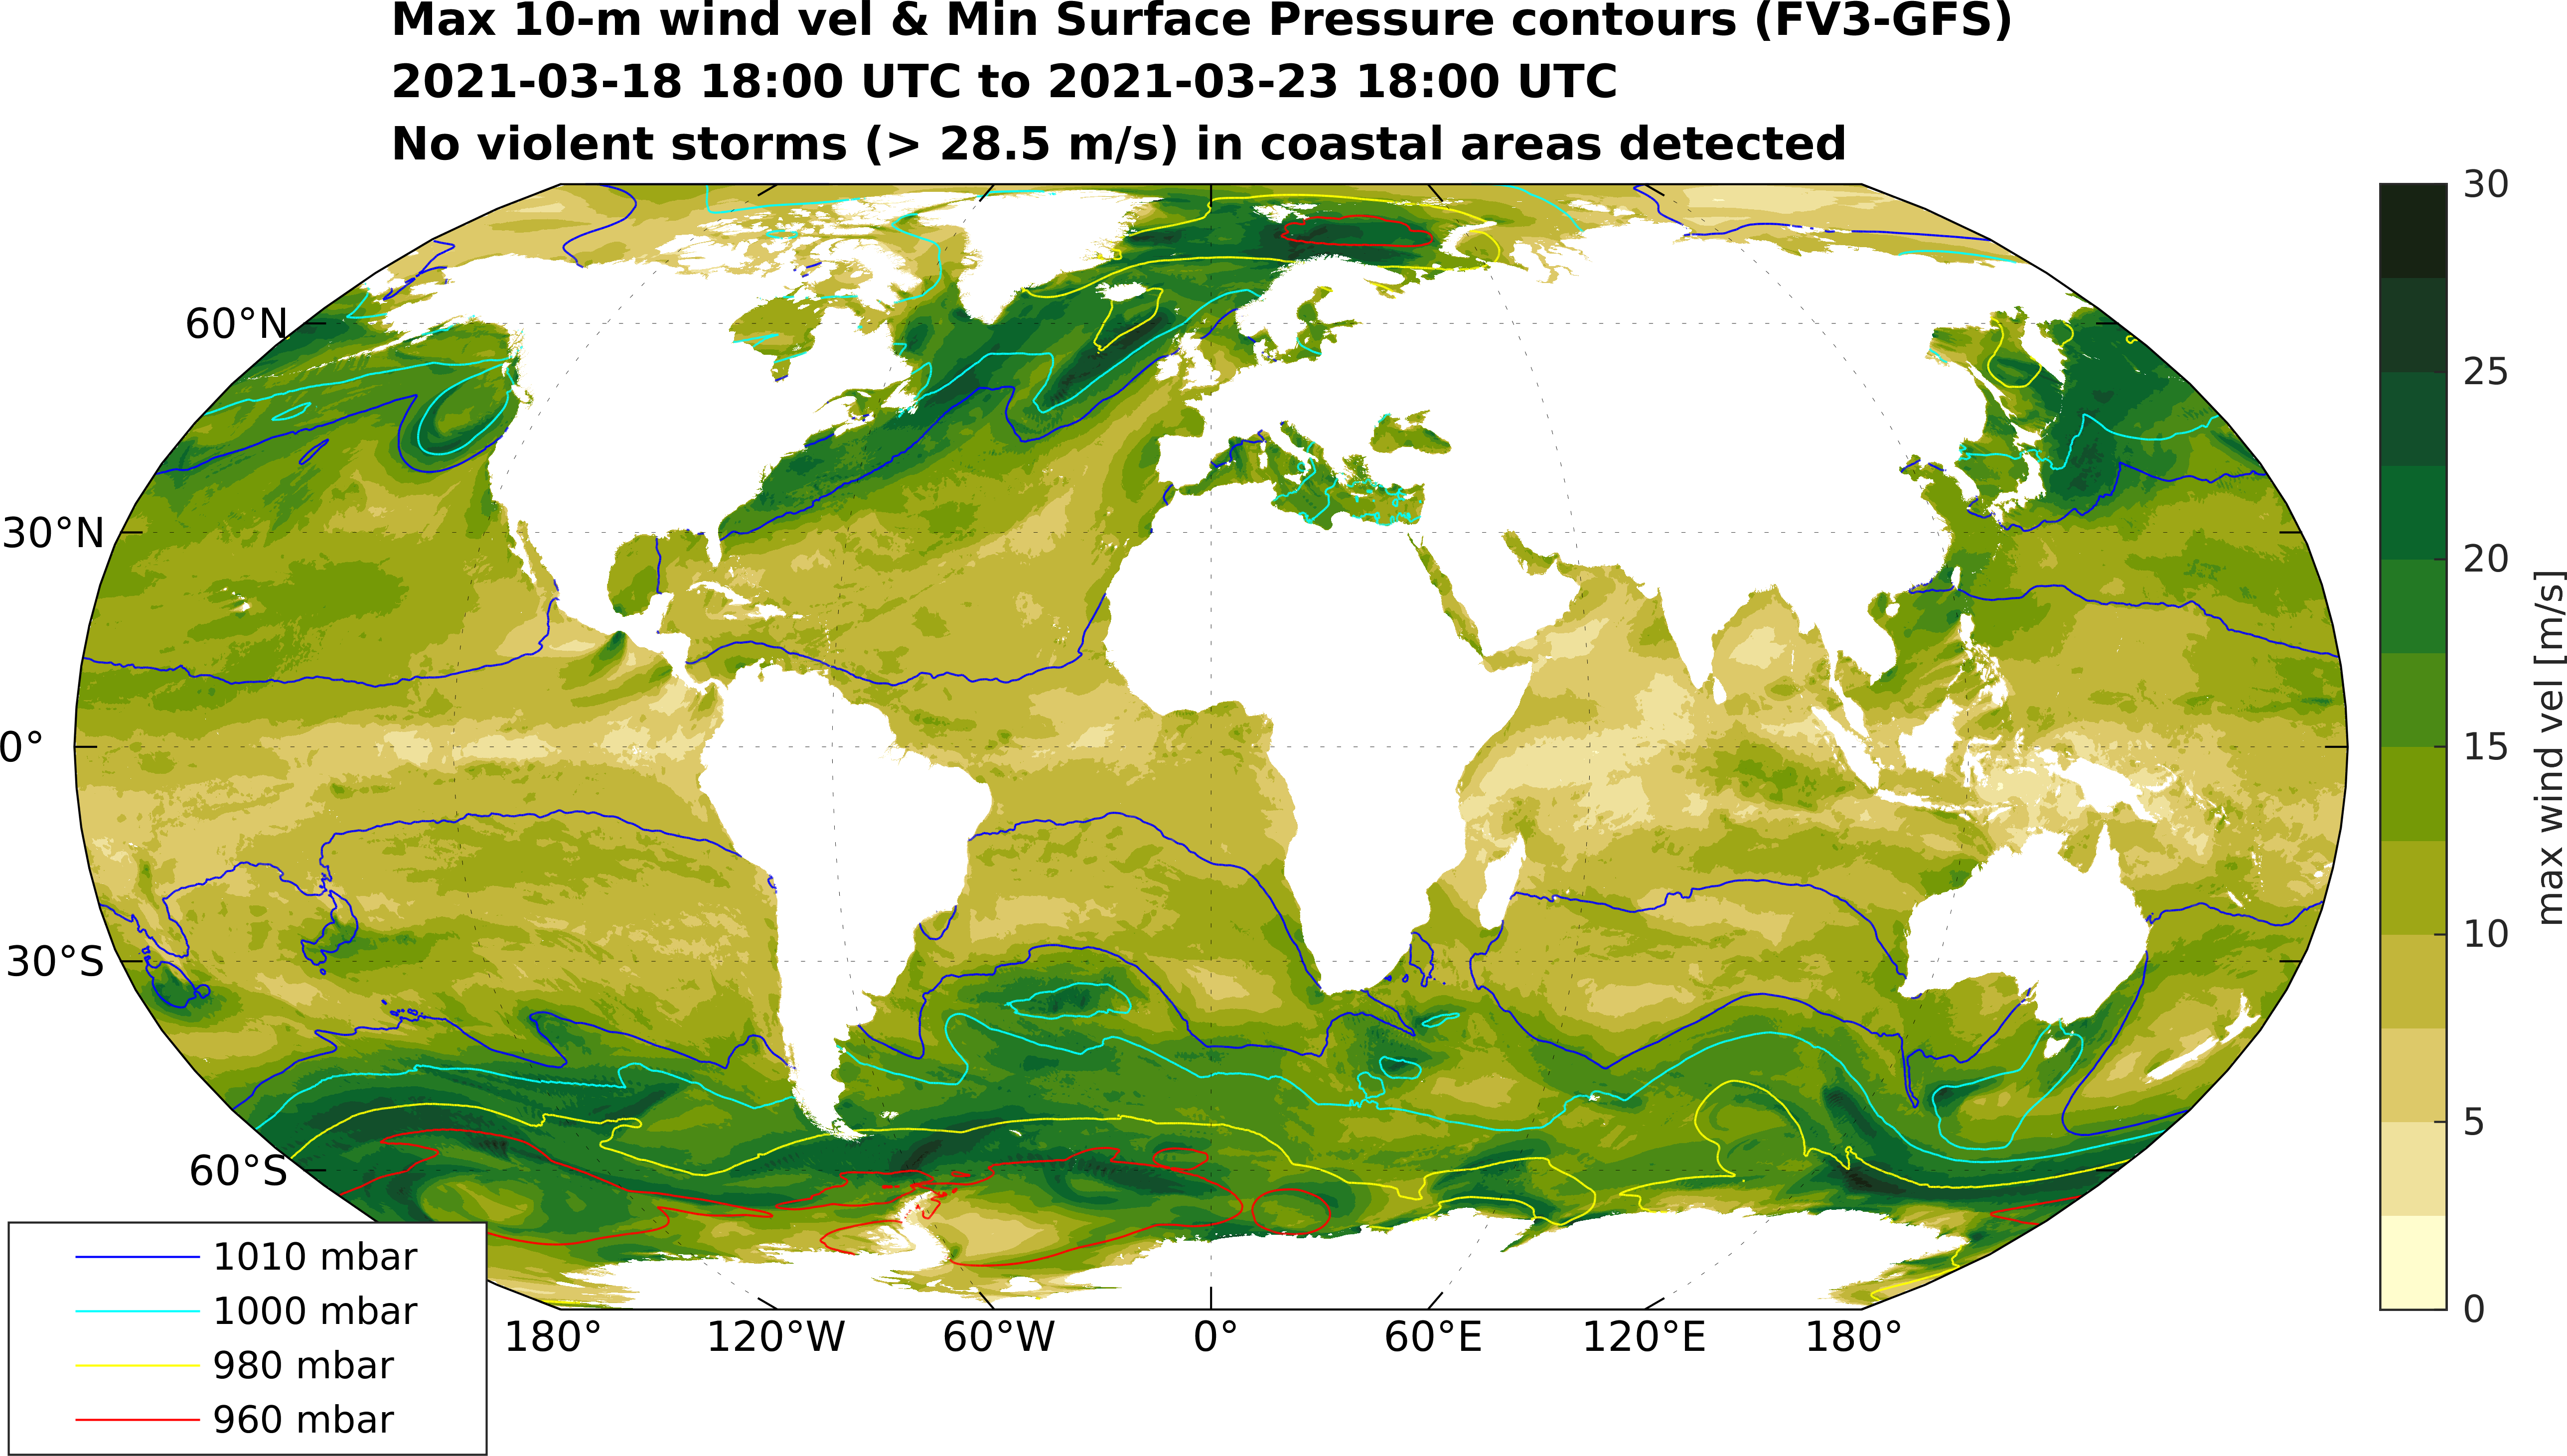 Max 10-m wind vel & Min Surface Pressure contours (FV3-GFS)
2021-03-18 18:00 UTC to 2021-03-23 18:00 UTC
No violent storms (> 28.5 m/s) in coastal areas detected
60°N
30°N
0°
30°S
60°S
180°
120°W
60°W
0°
60°E
120°E
180°
1010 mbar
1000 mbar
980 mbar
960 mbar
30
25
20
15
10
5
0
max wind vel [m/s]